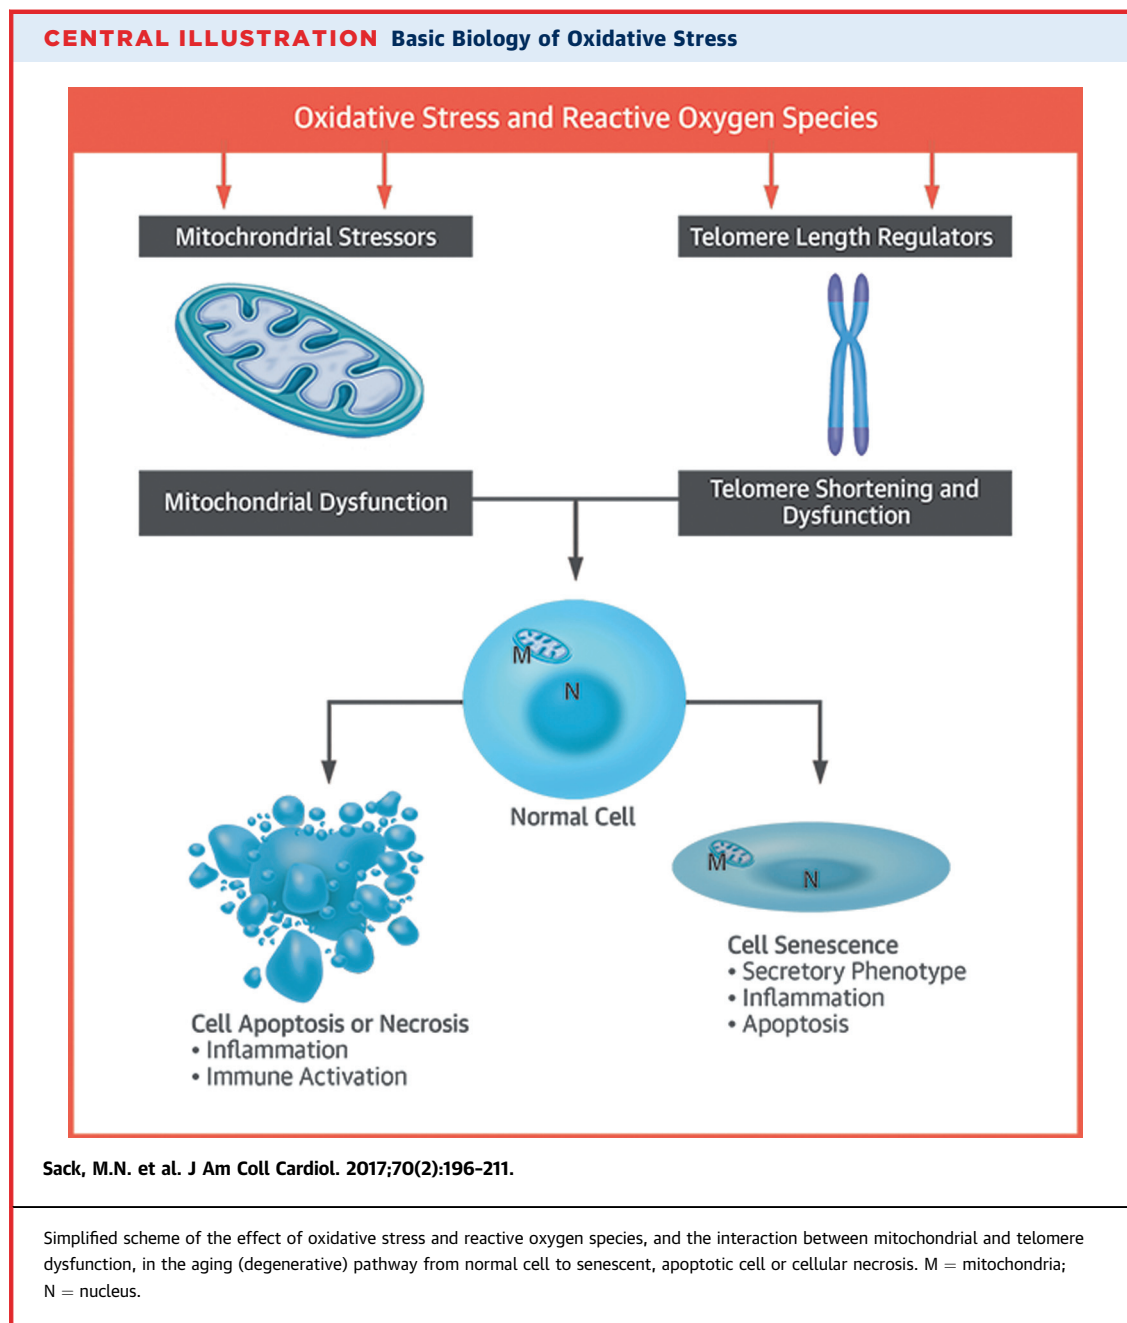 CENTRAL ILLUSTRATION Basic Biology of Oxidative Stress
Oxidative Stress and Reactive Oxygen Species
Mitochrondrial Stressors
Telomere Length Regulators
Mitochondrial Dysfunction
Telomere Shortening and
Dysfunction
M
N
Normal Cell
M
N
Cell Apoptosis or Necrosis
• Inflammation
• Immune Activation
Cell Senescence
• Secretory Phenotype
• Inflammation
• Apoptosis
Sack, M.N. et al. J Am Coll Cardiol. 2017;70(2):196–211.
Simplified scheme of the effect of oxidative stress and reactive oxygen species, and the interaction between mitochondrial and telomere
dysfunction, in the aging (degenerative) pathway from normal cell to senescent, apoptotic cell or cellular necrosis. M = mitochondria;
N = nucleus.